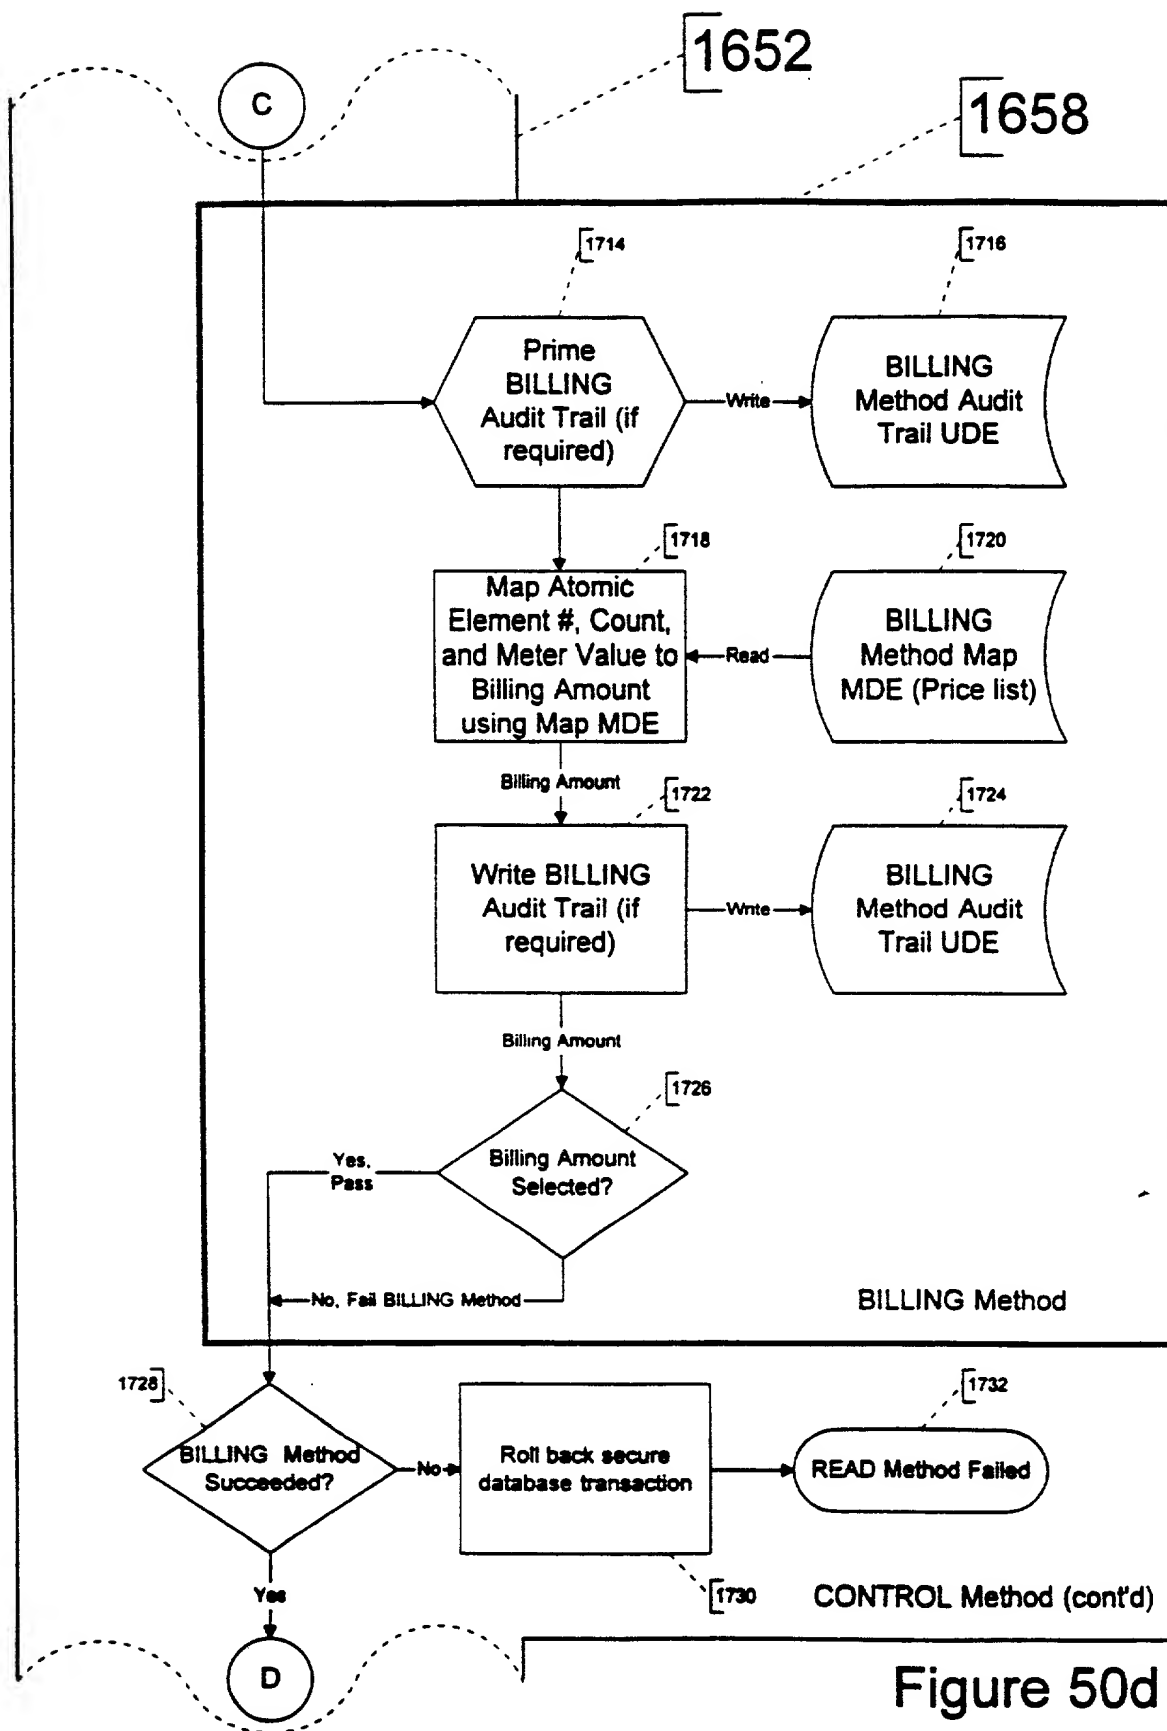 1652
C
1658
1714
1716
Prime
BILLING
Audit Trail (if
required)
Write
BILLING
Method Audit
Trail UDE
1718
1720
Map Atomic
Element #, Count,
and Meter Value to
Billing Amount
using Map MDE
Read
BILLING
Method Map
MDE (Price list)
Billing Amount
1722
1724
Write BILLING
Audit Trail (if
required)
Write
BILLING
Method Audit
Trail UDE
Billing Amount
1726
Billing Amount
Selected?
Yes,
Pass
No, Fail BILLING Method
BILLING Method
1728
1732
BILLING Method
Succeeded?
No
Roll back secure
database transaction
READ Method Failed
Yes
1730
CONTROL Method (cont'd)
D
Figure 50d